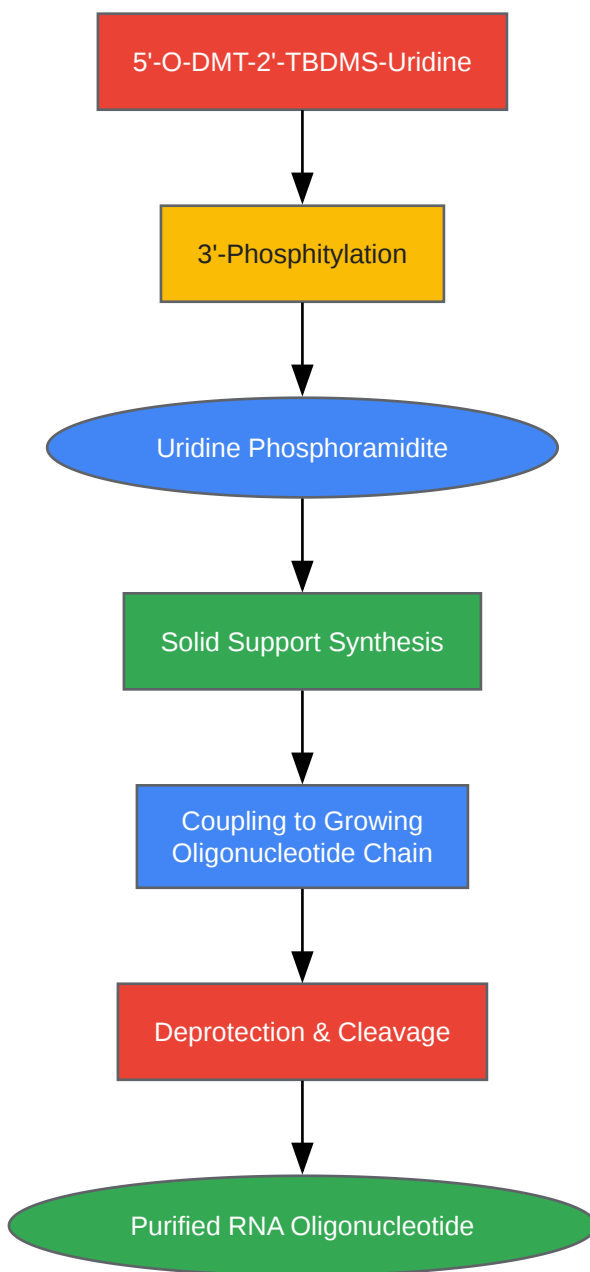 5'-O-DMT-2'-TBDMS-Uridine
3'-Phosphitylation
Uridine Phosphoramidite
Solid Support Synthesis
Coupling to Growing
Oligonucleotide Chain
Deprotection & Cleavage
Purified RNA Oligonucleotide